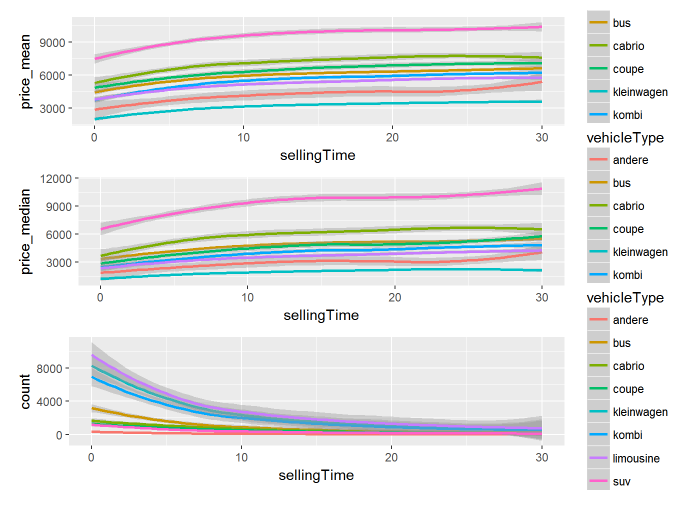 price_mean
9000
6000
3000
0
10
20
30
sellingTime
bus
cabrio
coupe
kleinwagen
kombi
price_median
12000
9000
6000
3000
0
10
20
30
sellingTime
vehicleType
andere
bus
cabrio
coupe
kleinwagen
kombi
count
8000
4000
0
0
10
20
30
sellingTime
vehicleType
andere
bus
cabrio
coupe
kleinwagen
kombi
limousine
suv